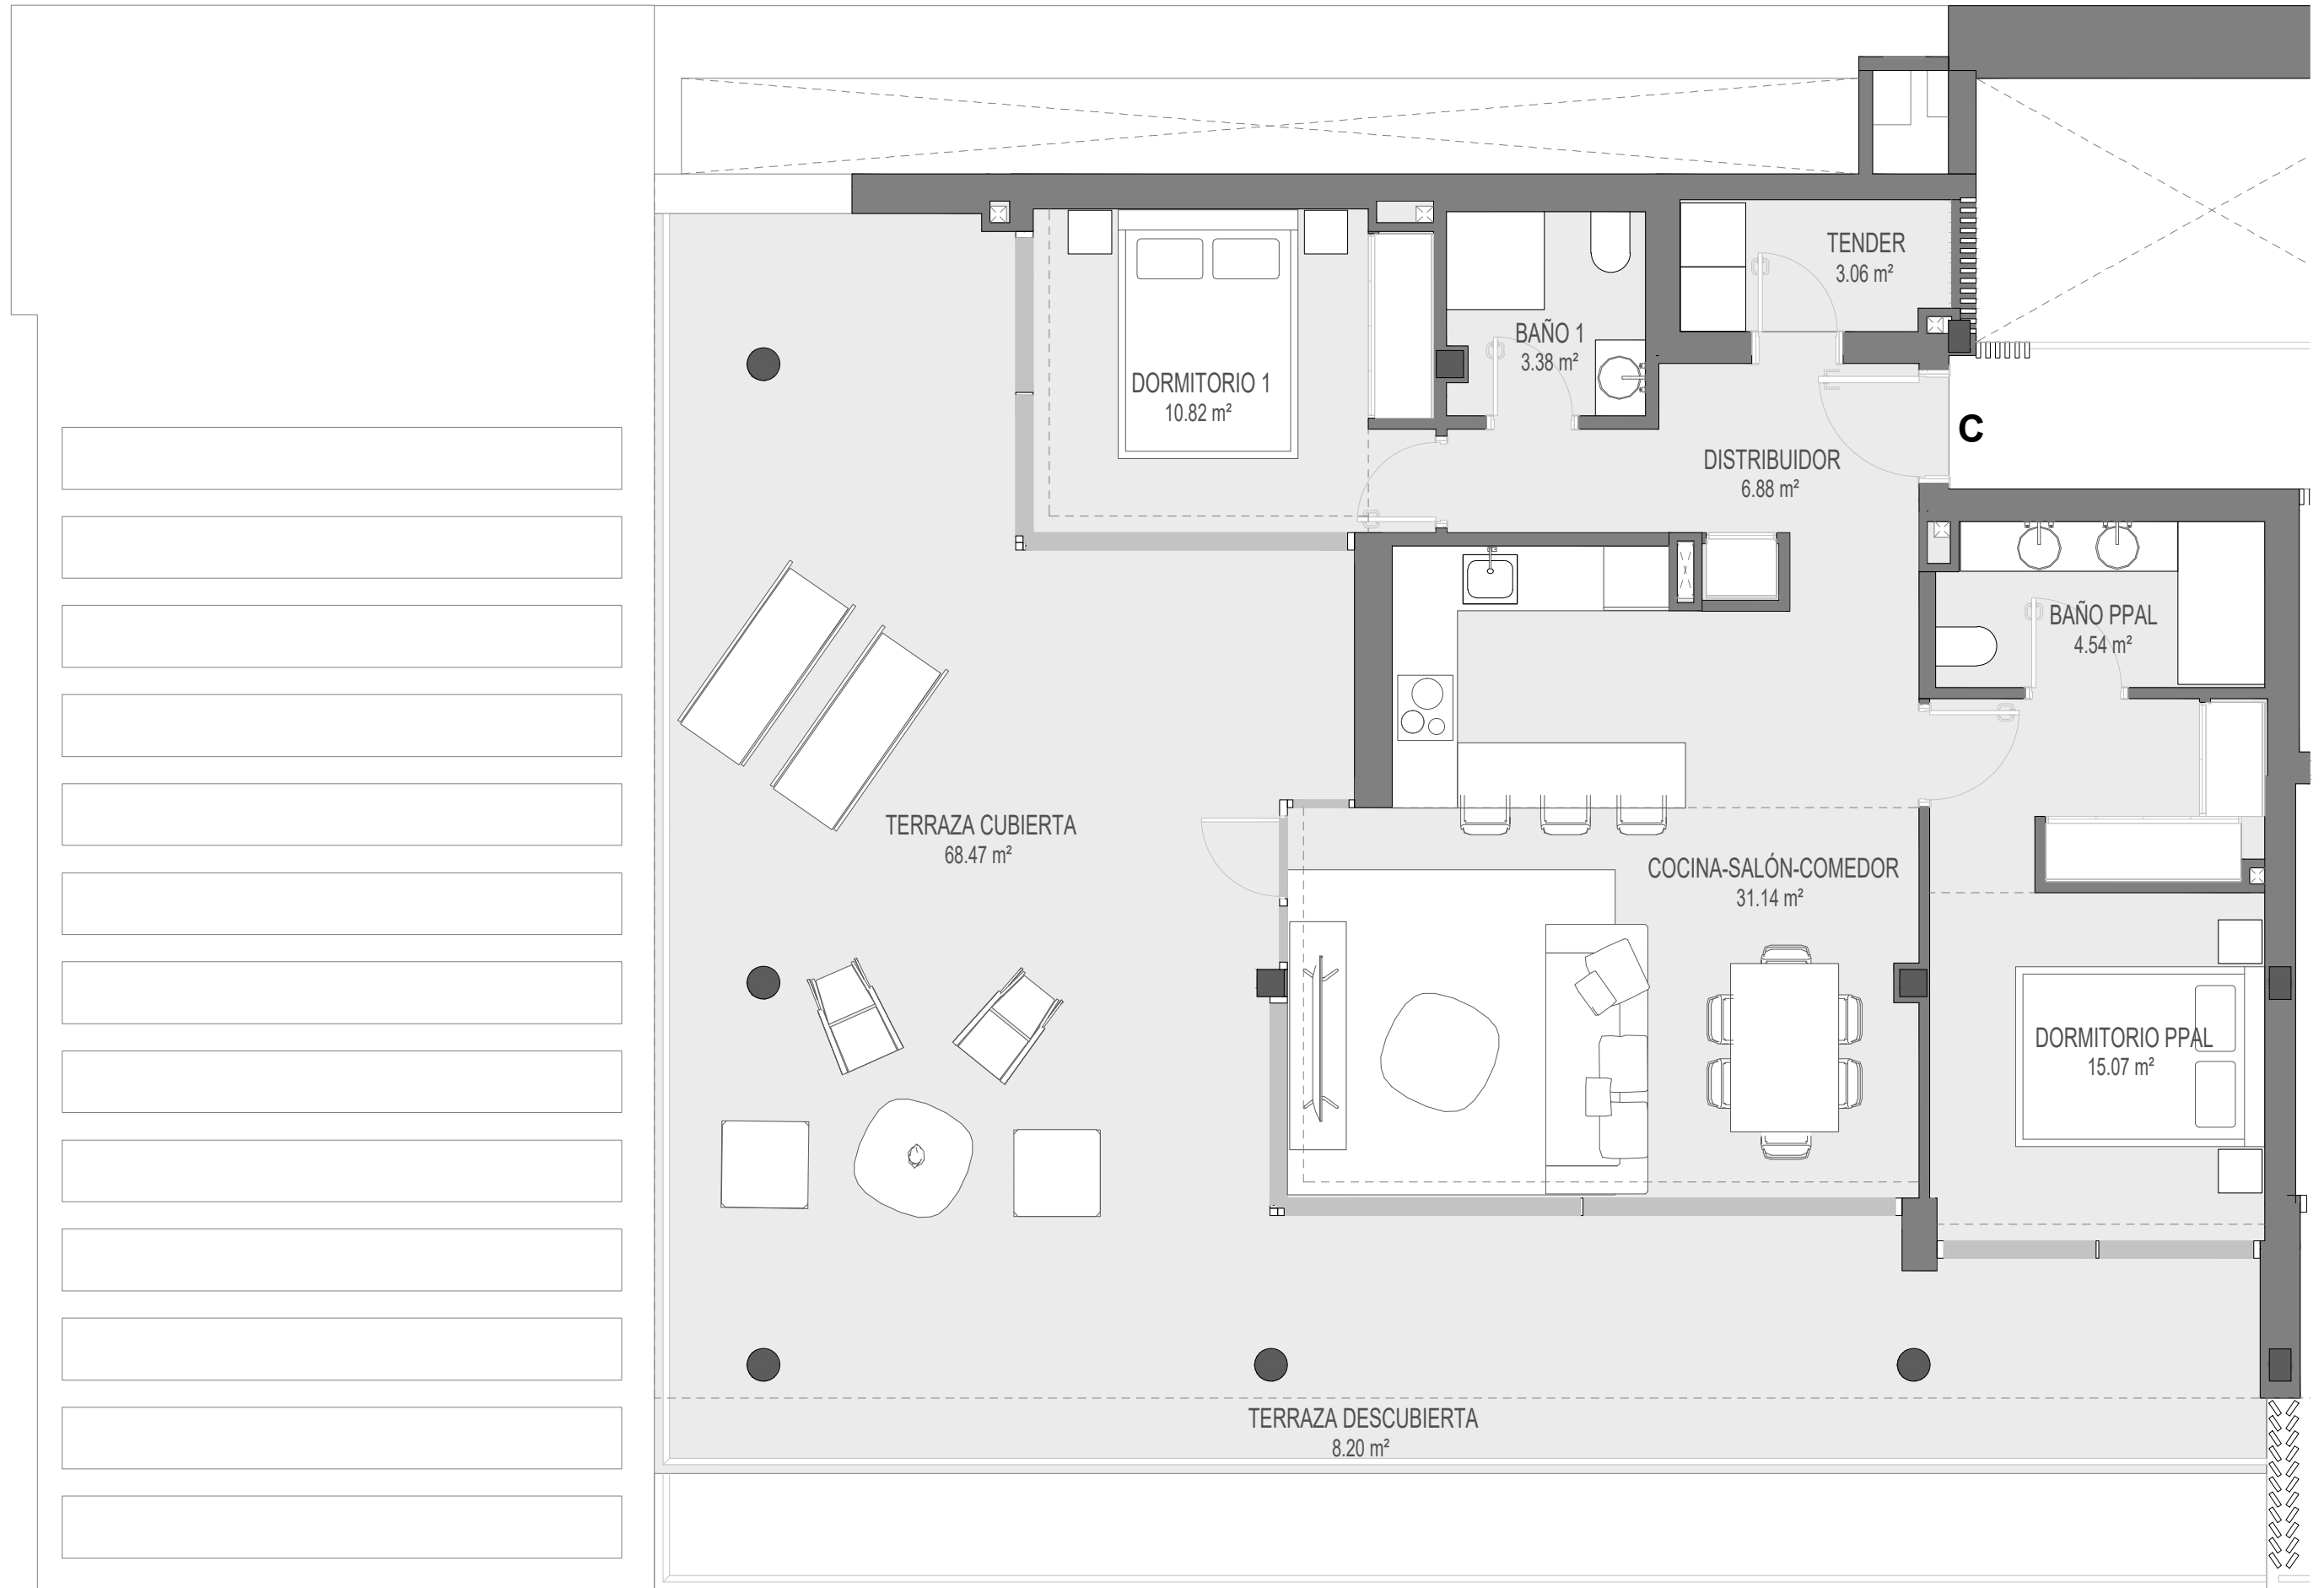 TENDER
3.06 m²
BAÑO 1
3.38 m²
DORMITORIO 1
10.82 m²
C
DISTRIBUIDOR
6.88 m²
BAÑO PPAL
4.54 m²
TERRAZA CUBIERTA
68.47 m²
COCINA-SALÓN-COMEDOR
31.14 m²
DORMITORIO PPAL
15.07 m²
TERRAZA DESCUBIERTA
8.20 m²